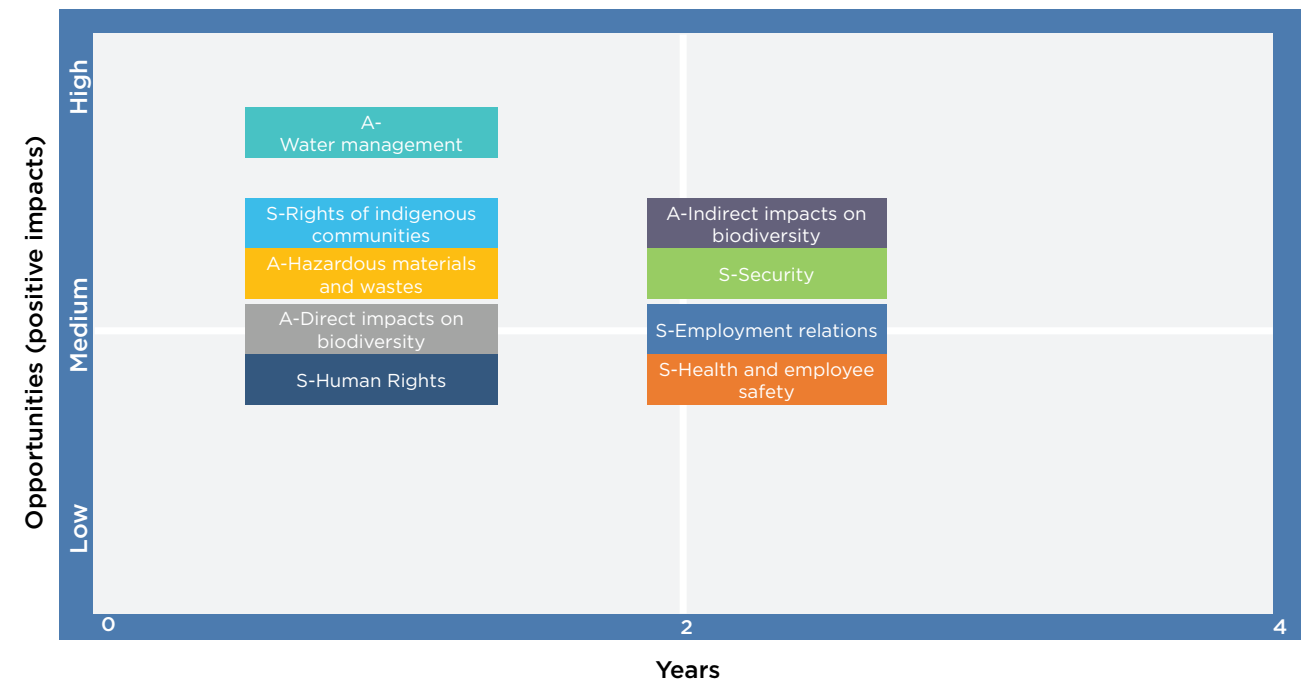 Opportunities (positive impacts)
High
Medium
Low
A-
Water management
S-Rights of indigenous
communities
A-Hazardous materials
and wastes
A-Direct impacts on
biodiversity
S-Human Rights
A-Indirect impacts on
biodiversity
S-Security
S-Employment relations
S-Health and employee
safety
0
2
4
Years